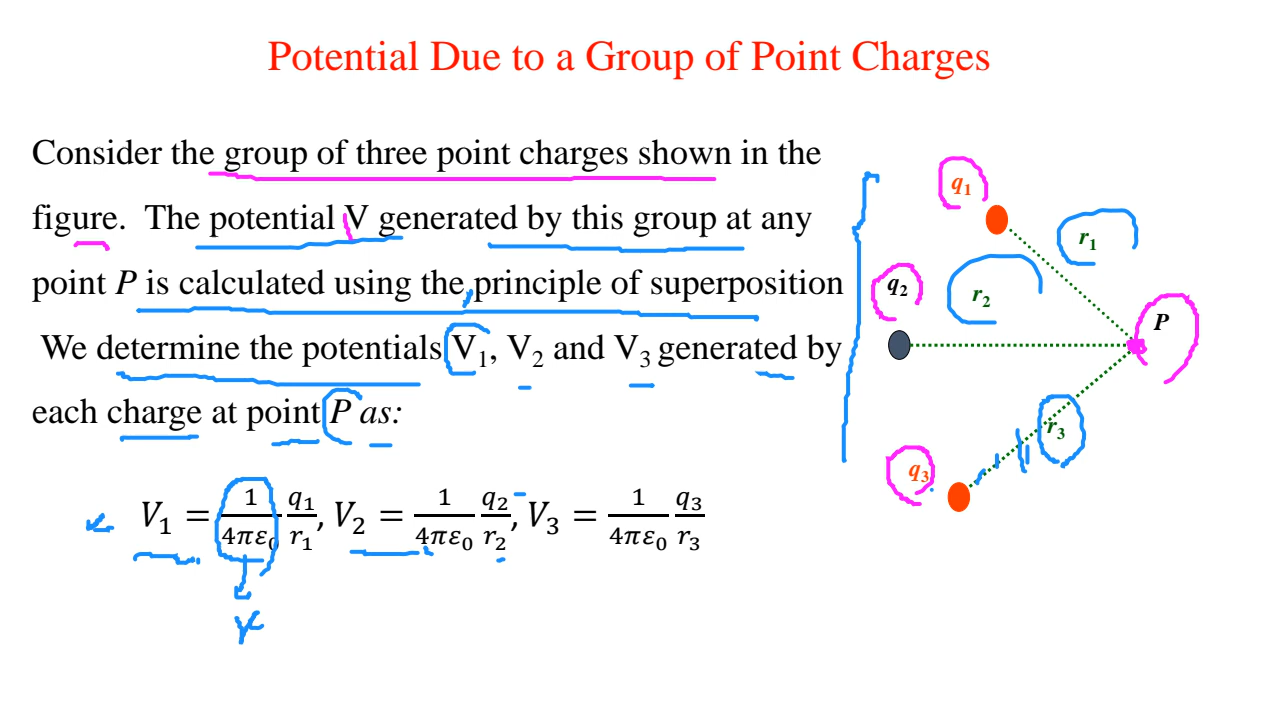 Potential Due to a Group of Point Charges
Consider the group of three point charges shown in the
figure. The potential V generated by this group at any
point P is calculated using the principle of superposition
We determine the potentials V₁, V₂ and V₃ generated by
each charge at point P as:
V₁ = 1/4πε₀ q₁/r₁, V₂ = 1/4πε₀ q₂/r₂, V₃ = 1/4πε₀ q₃/r₃
k
q₁
r₁
q₂
r₂
P
r₃
q₃